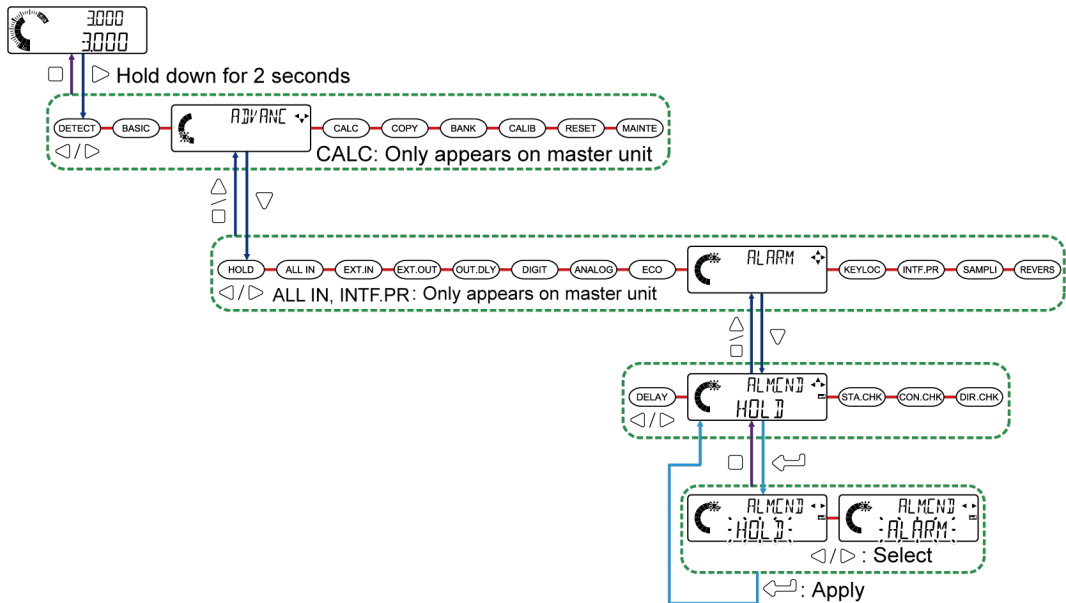 3.000
-3.000
Hold down for 2 seconds
DETECT BASIC ADVANC CALC COPY BANK CALIB RESET MAINTE
/
CALC: Only appears on master unit
HOLD ALL IN EXT.IN EXT.OUT OUT.DLY DIGIT ANALOG ECO ALARM KEYLOC INTF.PR SAMPLI REVERS
/ ALL IN, INTF.PR: Only appears on master unit
DELAY ALMCND HOLD STA.CHK CON.CHK DIR.CHK
/
ALMCND ALMCND
HOLD ALARM
/ : Select
: Apply